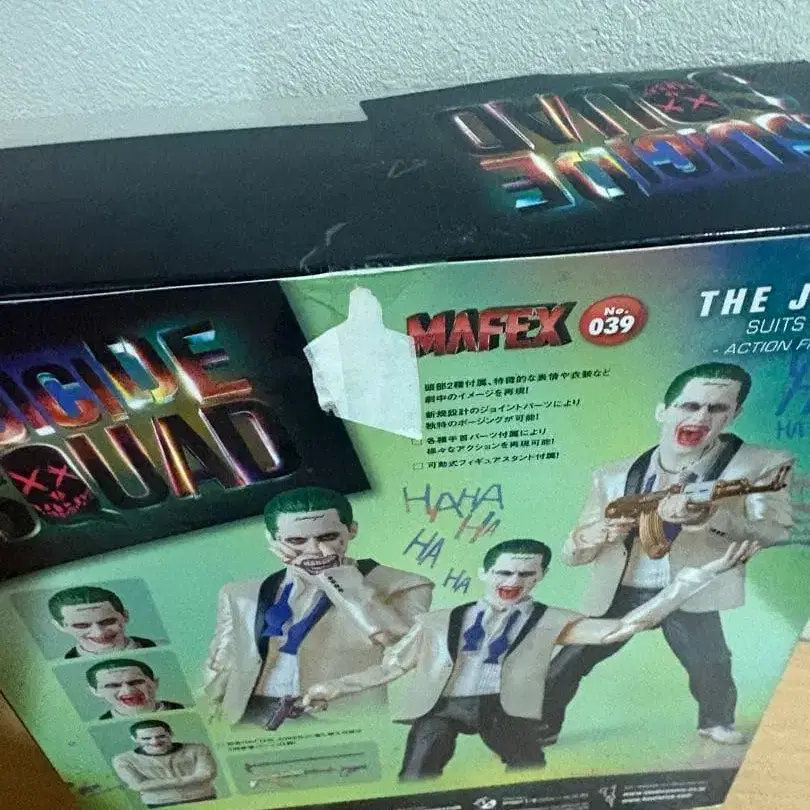 SUICIDE
SQUAD
ICIDE
QUAD
MAFEX
No.
039
THE J
SUITS
- ACTION F
頭部2種付属、特徴的な表情や衣装など
劇中のイメージを再現!
新規設計のジョイントパーツにより
独特のポージングが可能!
□ 各種手首パーツ付属により
様々なアクションを再現可能!
□ 可動式フィギュアスタンド付属!
HAHA
HA
HA
HA
HA